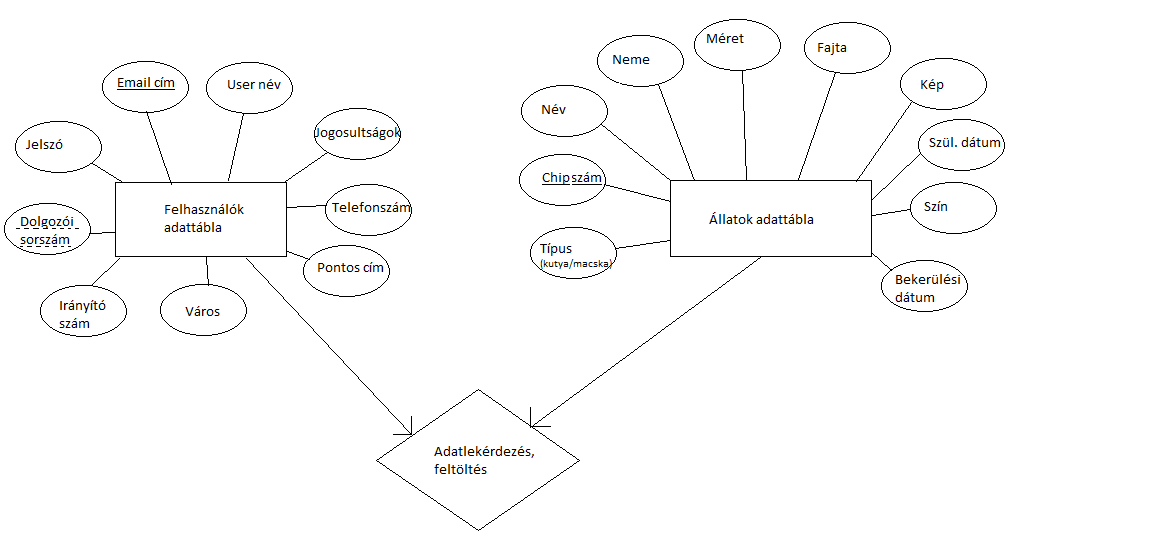 Email cím
User név
Jelszó
Jogosultságok
Dolgozói
sorszám
Felhasználók
adattábla
Telefonszám
Pontos cím
Irányító
szám
Város
Neme
Méret
Fajta
Kép
Név
Szül. dátum
Chipszám
Állatok adattábla
Szín
Típus
(kutya/macska)
Bekerülési
dátum
Adatlekérdezés,
feltöltés